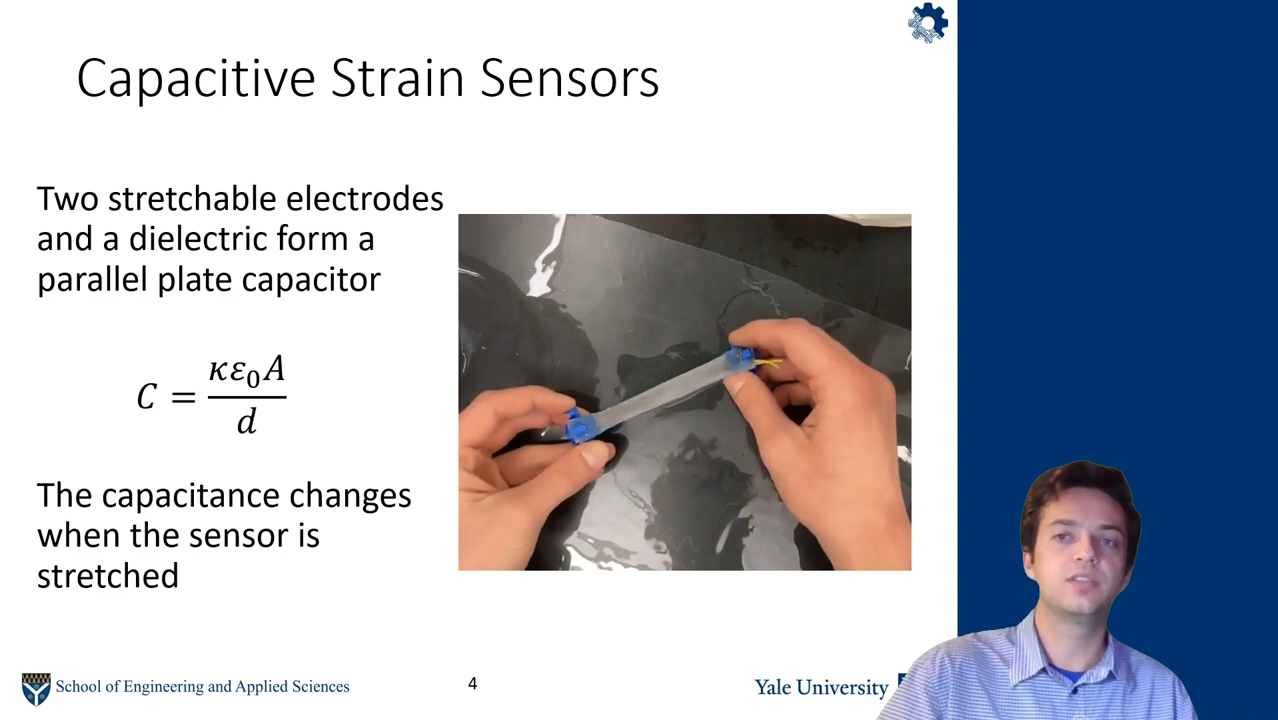 Capacitive Strain Sensors
Two stretchable electrodes
and a dielectric form a
parallel plate capacitor
C = κε₀A / d
The capacitance changes
when the sensor is
stretched
School of Engineering and Applied Sciences
4
Yale University